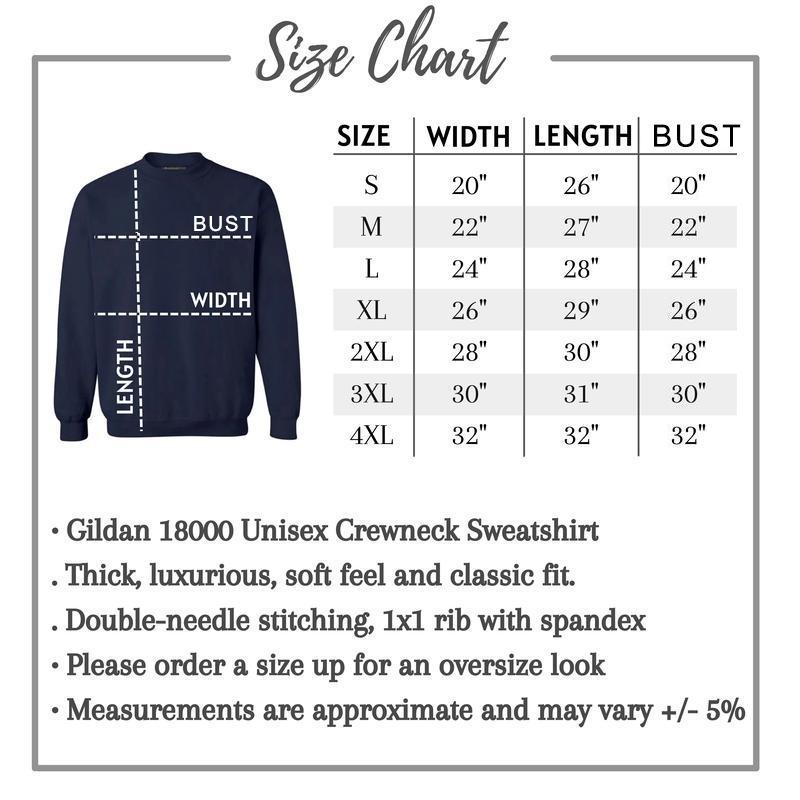 Size Chart
SIZE WIDTH LENGTH BUST
S 20" 26" 20"
M 22" 27" 22"
L 24" 28" 24"
XL 26" 29" 26"
2XL 28" 30" 28"
3XL 30" 31" 30"
4XL 32" 32" 32"
BUST
WIDTH
LENGTH
• Gildan 18000 Unisex Crewneck Sweatshirt
. Thick, luxurious, soft feel and classic fit.
. Double-needle stitching, 1x1 rib with spandex
• Please order a size up for an oversize look
• Measurements are approximate and may vary +/- 5%